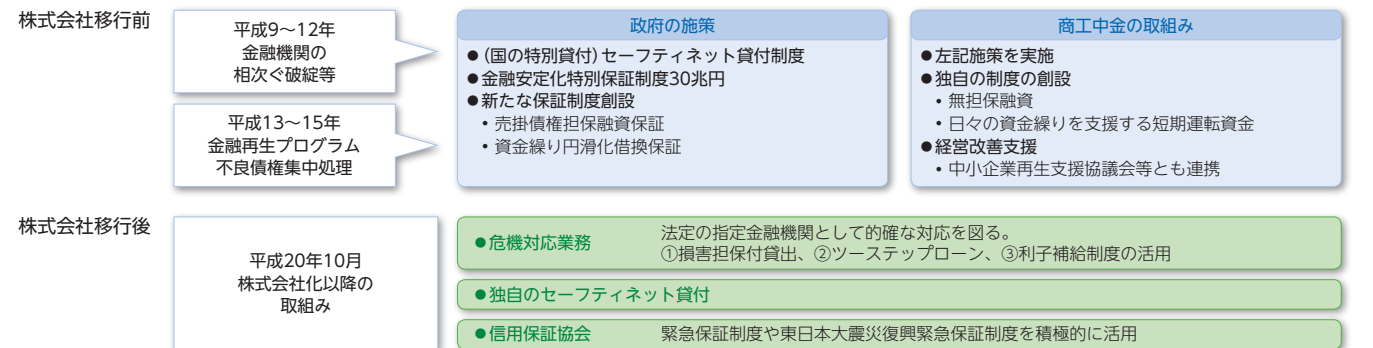 株式会社移行前
平成9～12年
金融機関の
相次ぐ破綻等
平成13～15年
金融再生プログラム
不良債権集中処理
政府の施策
●(国の特別貸付)セーフティネット貸付制度
●金融安定化特別保証制度30兆円
●新たな保証制度創設
・売掛債権担保融資保証
・資金繰り円滑化借換保証
商工中金の取組み
●左記施策を実施
●独自の制度の創設
・無担保融資
・日々の資金繰りを支援する短期運転資金
●経営改善支援
・中小企業再生支援協議会等とも連携
株式会社移行後
平成20年10月
株式会社化以降の
取組み
●危機対応業務
法定の指定金融機関として的確な対応を図る。
①損害担保付貸出、②ツーステップローン、③利子補給制度の活用
●独自のセーフティネット貸付
●信用保証協会 緊急保証制度や東日本大震災復興緊急保証制度を積極的に活用